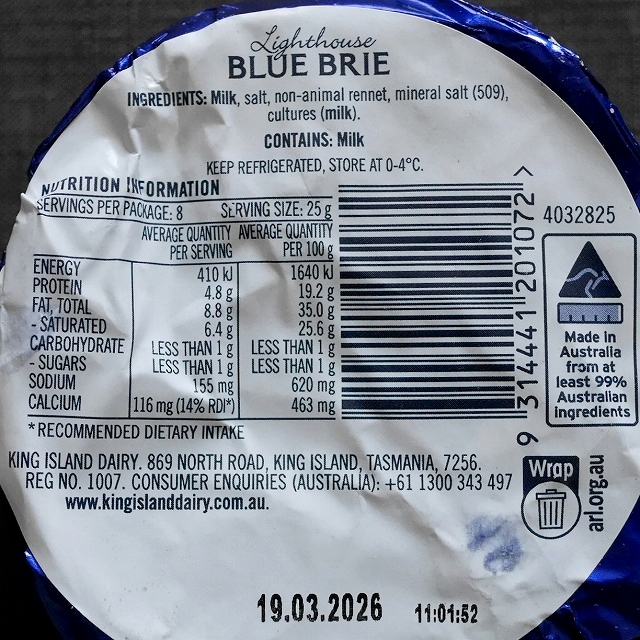 Lighthouse
BLUE BRIE
INGREDIENTS: Milk, salt, non-animal rennet, mineral salt (509),
cultures (milk).
CONTAINS: Milk
KEEP REFRIGERATED, STORE AT 0-4°C.
NUTRITION INFORMATION
SERVINGS PER PACKAGE: 8 SERVING SIZE: 25 g
AVERAGE QUANTITY PER SERVING AVERAGE QUANTITY PER 100 g
ENERGY 410 kJ 1640 kJ
PROTEIN 4.8 g 19.2 g
FAT, TOTAL 8.8 g 35.0 g
- SATURATED 6.4 g 25.6 g
CARBOHYDRATE LESS THAN 1 g LESS THAN 1 g
- SUGARS LESS THAN 1 g LESS THAN 1 g
SODIUM 155 mg 620 mg
CALCIUM 116 mg (14% RDI*) 463 mg
*RECOMMENDED DIETARY INTAKE
9 314441 201072 >
4032825
Made in
Australia
from at
least 99%
Australian
ingredients
KING ISLAND DAIRY. 869 NORTH ROAD, KING ISLAND, TASMANIA, 7256.
REG NO. 1007. CONSUMER ENQUIRIES (AUSTRALIA): +61 1300 343 497
www.kingislanddairy.com.au.
Wrap
arl.org.au
19.03.2026 11:01:52